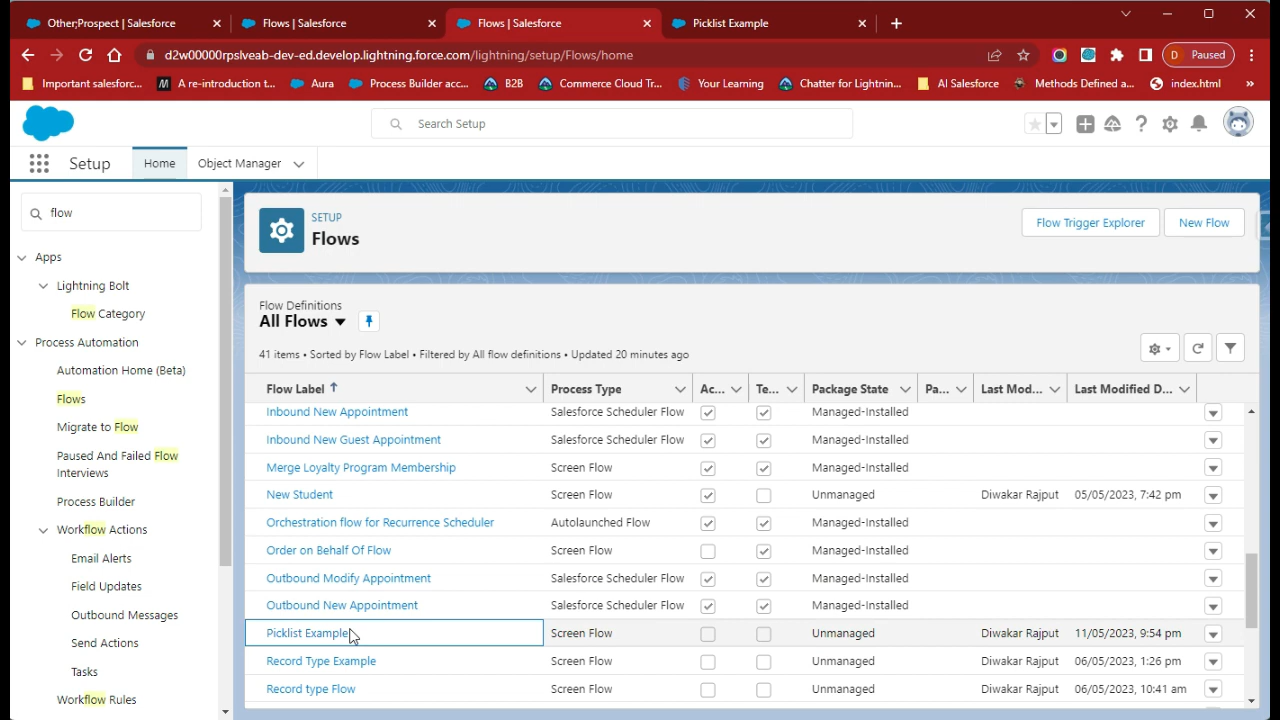 Other;Prospect | Salesforce
Flows | Salesforce
Flows | Salesforce
Picklist Example
d2w00000rpslveab-dev-ed.develop.lightning.force.com/lightning/setup/Flows/home
D Paused
Important salesforc...
M A re-introduction t...
Aura
Process Builder acc...
B2B
Commerce Cloud Tr...
Your Learning
Chatter for Lightnin...
AI Salesforce
Methods Defined a...
index.html
»
Search Setup
Setup
Home
Object Manager
flow
Apps
Lightning Bolt
Flow Category
Process Automation
Automation Home (Beta)
Flows
Migrate to Flow
Paused And Failed Flow
Interviews
Process Builder
Workflow Actions
Email Alerts
Field Updates
Outbound Messages
Send Actions
Tasks
Workflow Rules
SETUP
Flows
Flow Trigger Explorer
New Flow
Flow Definitions
All Flows
41 items • Sorted by Flow Label • Filtered by All flow definitions • Updated 20 minutes ago
Flow Label Process Type Ac... Te... Package State Pa... Last Mod... Last Modified D...
Inbound New Appointment Salesforce Scheduler Flow Managed-Installed
Inbound New Guest Appointment Salesforce Scheduler Flow Managed-Installed
Merge Loyalty Program Membership Screen Flow Managed-Installed
New Student Screen Flow Unmanaged Diwakar Rajput 05/05/2023, 7:42 pm
Orchestration flow for Recurrence Scheduler Autolaunched Flow Managed-Installed
Order on Behalf Of Flow Screen Flow Managed-Installed
Outbound Modify Appointment Salesforce Scheduler Flow Managed-Installed
Outbound New Appointment Salesforce Scheduler Flow Managed-Installed
Picklist Example Screen Flow Unmanaged Diwakar Rajput 11/05/2023, 9:54 pm
Record Type Example Screen Flow Unmanaged Diwakar Rajput 06/05/2023, 1:26 pm
Record type Flow Screen Flow Unmanaged Diwakar Rajput 06/05/2023, 10:41 am